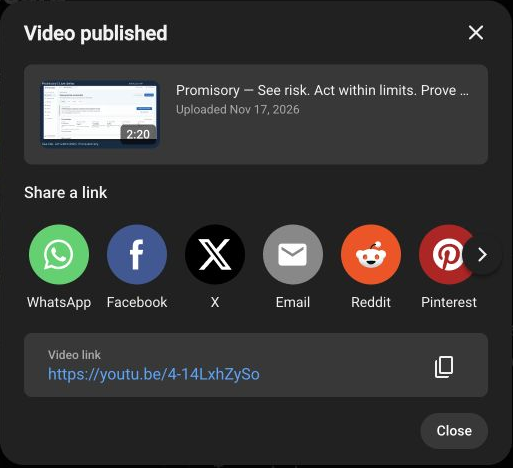 Video published
Promisory — See risk. Act within limits. Prove ...
Uploaded Nov 17, 2026
2:20
Share a link
WhatsApp
Facebook
X
Email
Reddit
Pinterest
Video link
https://youtu.be/4-14LxhZySo
Close